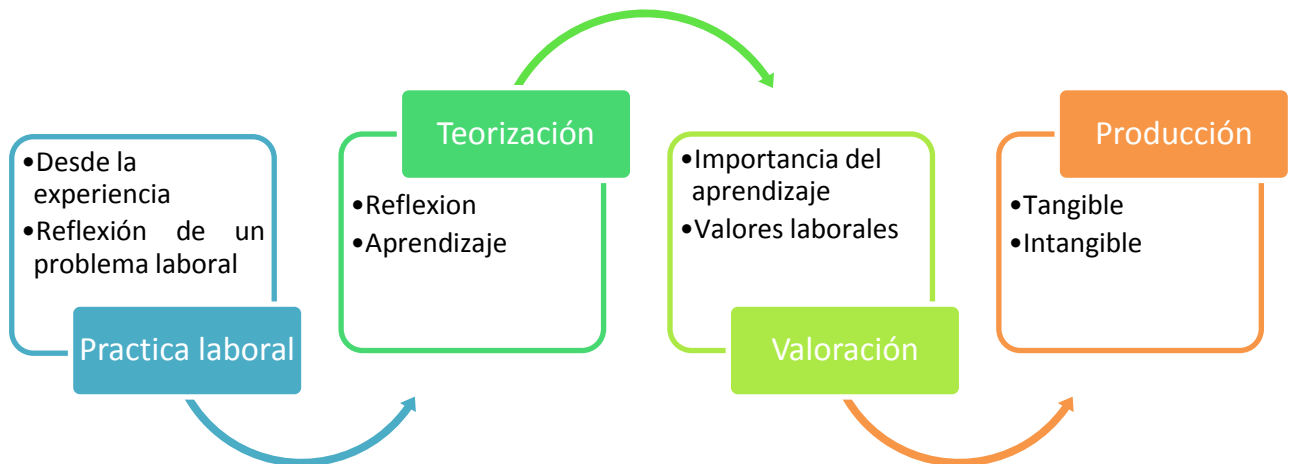 •Desde la
experiencia
•Reflexión de un
problema laboral
Practica laboral
Teorización
•Reflexion
•Aprendizaje
•Importancia del
aprendizaje
•Valores laborales
Valoración
Producción
•Tangible
•Intangible